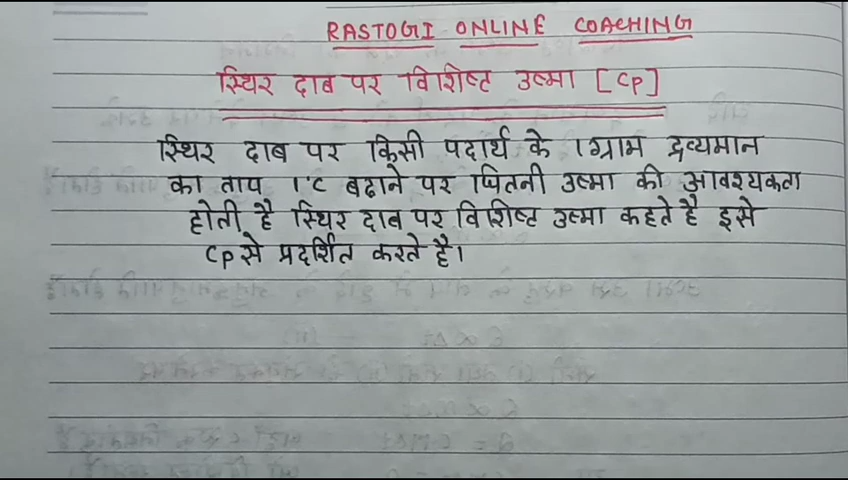 RASTOGI ONLINE COACHING
स्थिर दाब पर विशिष्ट उष्मा [Cp]
स्थिर दाब पर किसी पदार्थ के 1ग्राम द्रव्यमान
का ताप 1°C बढाने पर जितनी उष्मा की आवश्यकता
होती है स्थिर दाब पर विशिष्ट उष्मा कहते है इसे
Cp से प्रदर्शित करते है।